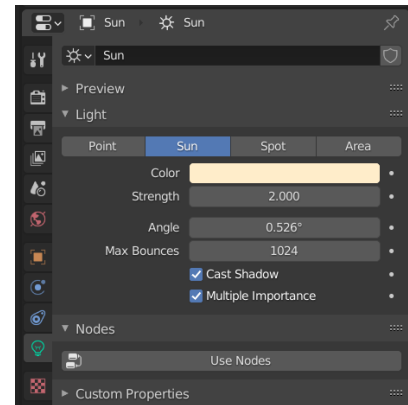 Sun Sun
Sun
Preview
Light
Point Sun Spot Area
Color
Strength 2.000
Angle 0.526°
Max Bounces 1024
Cast Shadow
Multiple Importance
Nodes
Use Nodes
Custom Properties